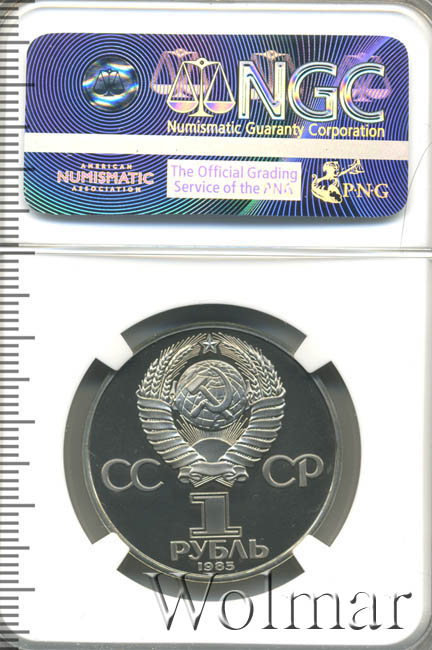 NGC
Numismatic Guaranty Corporation
AMERICAN
NUMISMATIC
ASSOCIATION
The Official Grading
Service of the PNG
P·N·G
СС СР
1
РУБЛЬ
1985
Wolmar